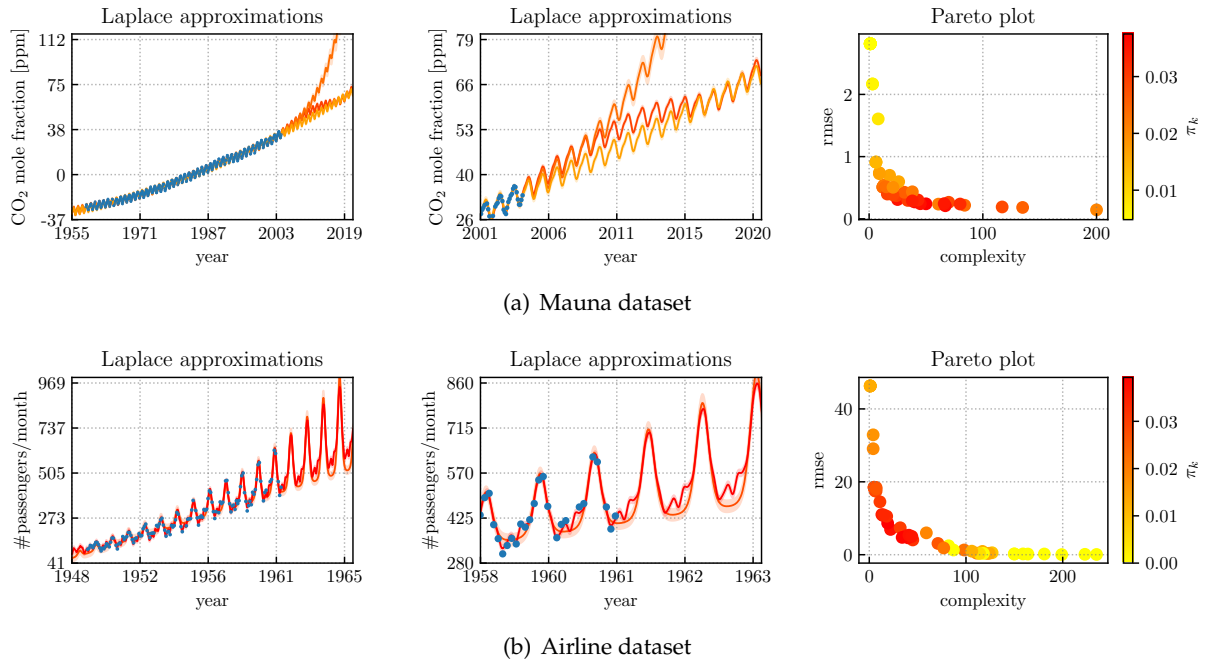 Laplace approximations
CO2 mole fraction [ppm]
112
75
38
0
-37
1955 1971 1987 2003 2019
year
Laplace approximations
CO2 mole fraction [ppm]
79
66
53
40
26
2001 2006 2011 2015 2020
year
Pareto plot
rmse
2
1
0
0 100 200
complexity
0.03
0.02
0.01
πk
(a) Mauna dataset
Laplace approximations
#passengers/month
969
737
505
273
41
1948 1952 1956 1961 1965
year
Laplace approximations
#passengers/month
860
715
570
425
280
1958 1960 1961 1962 1963
year
Pareto plot
rmse
40
20
0
0 100 200
complexity
0.03
0.02
0.01
0.00
πk
(b) Airline dataset